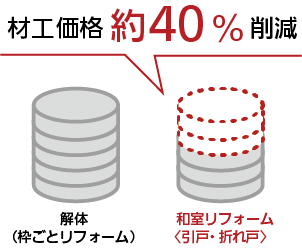 材工価格 約40％削減
解体
（枠ごとリフォーム）
和室リフォーム
〈引戸・折れ戸〉